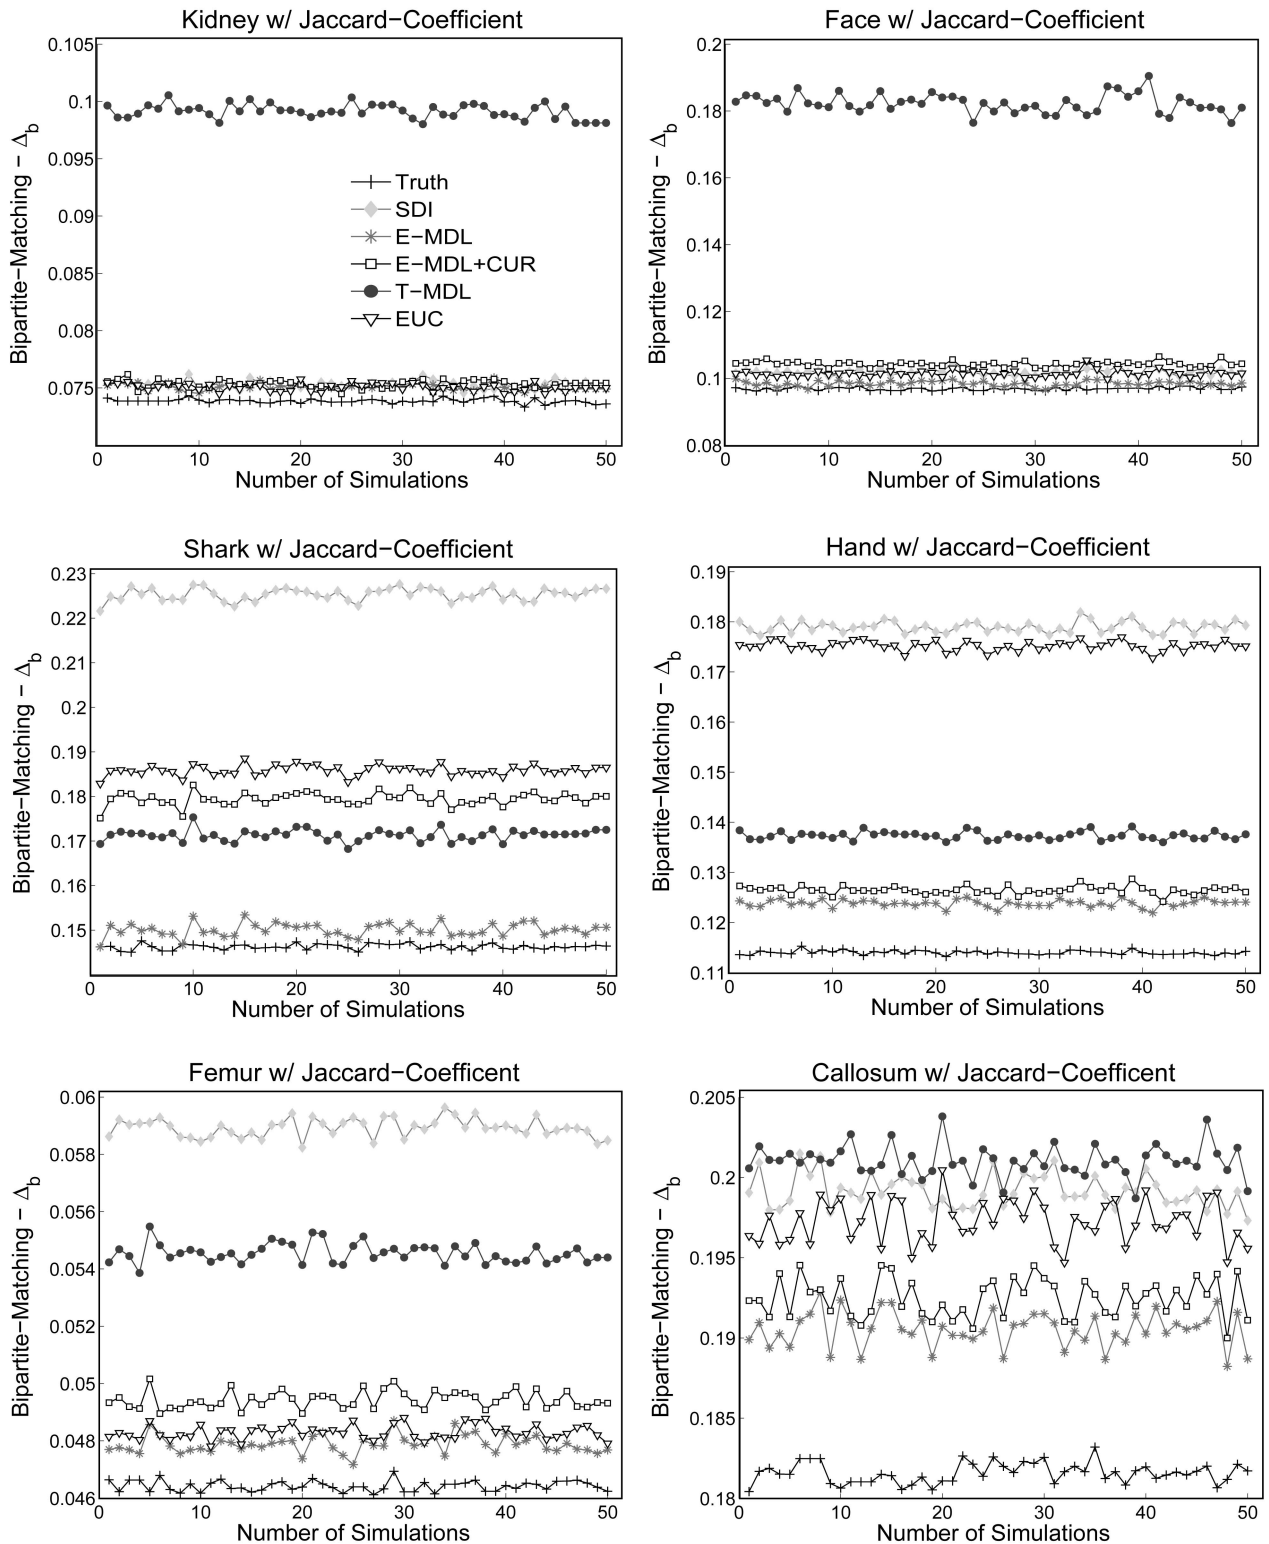 Kidney w/ Jaccard−Coefficient
0.105
0.1
0.095
0.09
0.085
0.08
0.075
0 10 20 30 40 50
Bipartite−Matching − Δb
Number of Simulations
Truth
SDI
E−MDL
E−MDL+CUR
T−MDL
EUC
Face w/ Jaccard−Coefficient
0.2
0.18
0.16
0.14
0.12
0.1
0.08
10 20 30 40 50
Bipartite−Matching − Δb
Number of Simulations
Shark w/ Jaccard−Coefficient
0.23
0.22
0.21
0.2
0.19
0.18
0.17
0.16
0.15
0 10 20 30 40 50
Bipartite−Matching − Δb
Number of Simulations
Hand w/ Jaccard−Coefficient
0.19
0.18
0.17
0.16
0.15
0.14
0.13
0.12
0.11
0 10 20 30 40 50
Bipartite−Matching − Δb
Number of Simulations
Femur w/ Jaccard−Coefficent
0.06
0.058
0.056
0.054
0.052
0.05
0.048
0.046
0 10 20 30 40 50
Bipartite−Matching − Δb
Number of Simulations
Callosum w/ Jaccard−Coefficent
0.205
0.2
0.195
0.19
0.185
0.18
0 10 20 30 40 50
Bipartite−Matching − Δb
Number of Simulations